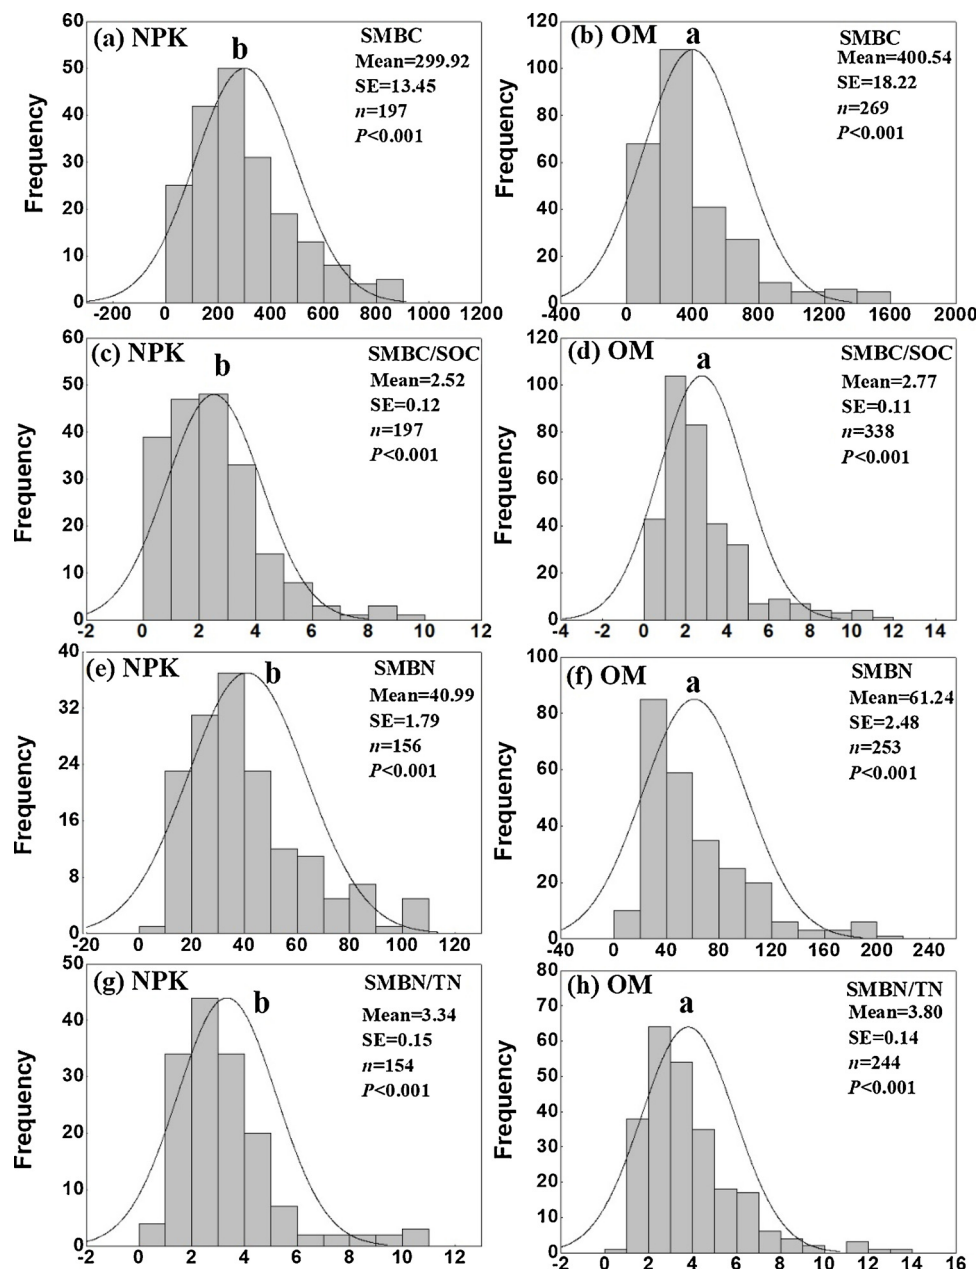 (a) NPK
b
SMBC
Mean=299.92
SE=13.45
n=197
P<0.001
Frequency
60
50
40
30
20
10
0
-200 0 200 400 600 800 1000 1200
(b) OM
a
SMBC
Mean=400.54
SE=18.22
n=269
P<0.001
Frequency
120
100
80
60
40
20
0
-400 0 400 800 1200 1600 2000
(c) NPK
b
SMBC/SOC
Mean=2.52
SE=0.12
n=197
P<0.001
Frequency
60
50
40
30
20
10
0
-2 0 2 4 6 8 10 12
(d) OM
a
SMBC/SOC
Mean=2.77
SE=0.11
n=338
P<0.001
Frequency
120
100
80
60
40
20
0
-4 -2 0 2 4 6 8 10 12 14
(e) NPK
b
SMBN
Mean=40.99
SE=1.79
n=156
P<0.001
Frequency
40
32
24
16
8
0
-20 0 20 40 60 80 100 120
(f) OM
a
SMBN
Mean=61.24
SE=2.48
n=253
P<0.001
Frequency
100
80
60
40
20
0
-40 0 40 80 120 160 200 240
(g) NPK
b
SMBN/TN
Mean=3.34
SE=0.15
n=154
P<0.001
Frequency
50
40
30
20
10
0
-2 0 2 4 6 8 10 12
(h) OM
a
SMBN/TN
Mean=3.80
SE=0.14
n=244
P<0.001
Frequency
80
70
60
50
40
30
20
10
0
-2 0 2 4 6 8 10 12 14 16